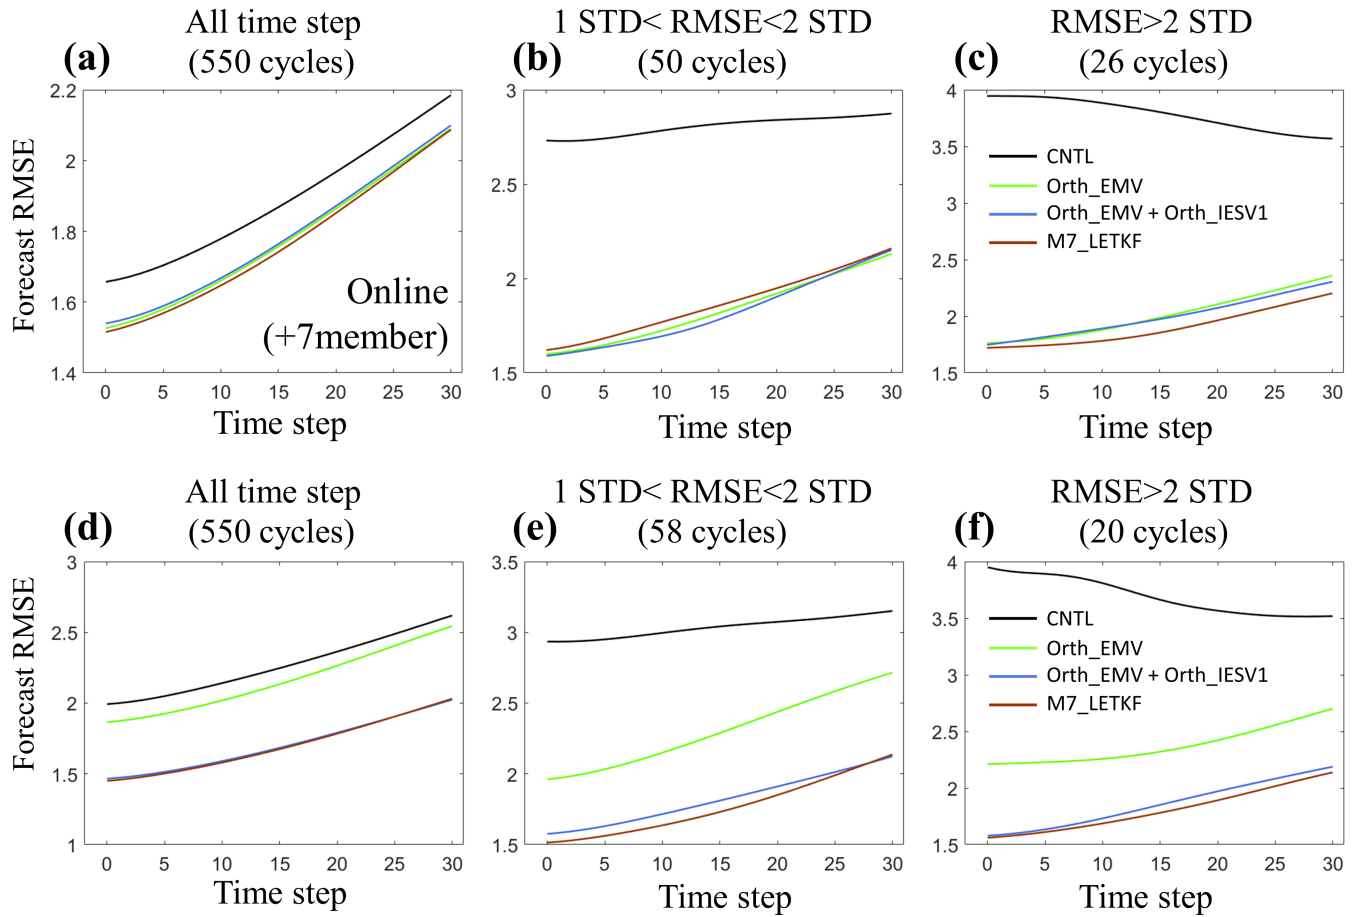 All time step
(550 cycles)
(a)
2.2
2
1.8
1.6
1.4
Forecast RMSE
Online
(+7member)
0 5 10 15 20 25 30
Time step
1 STD< RMSE<2 STD
(50 cycles)
(b)
3
2.5
2
1.5
0 5 10 15 20 25 30
Time step
RMSE>2 STD
(26 cycles)
(c)
4
3.5
3
2.5
2
1.5
CNTL
Orth_EMV
Orth_EMV + Orth_IESV1
M7_LETKF
0 5 10 15 20 25 30
Time step
All time step
(550 cycles)
(d)
3
2.5
2
1.5
1
Forecast RMSE
0 5 10 15 20 25 30
Time step
1 STD< RMSE<2 STD
(58 cycles)
(e)
3.5
3
2.5
2
1.5
0 5 10 15 20 25 30
Time step
RMSE>2 STD
(20 cycles)
(f)
4
3.5
3
2.5
2
1.5
CNTL
Orth_EMV
Orth_EMV + Orth_IESV1
M7_LETKF
0 5 10 15 20 25 30
Time step